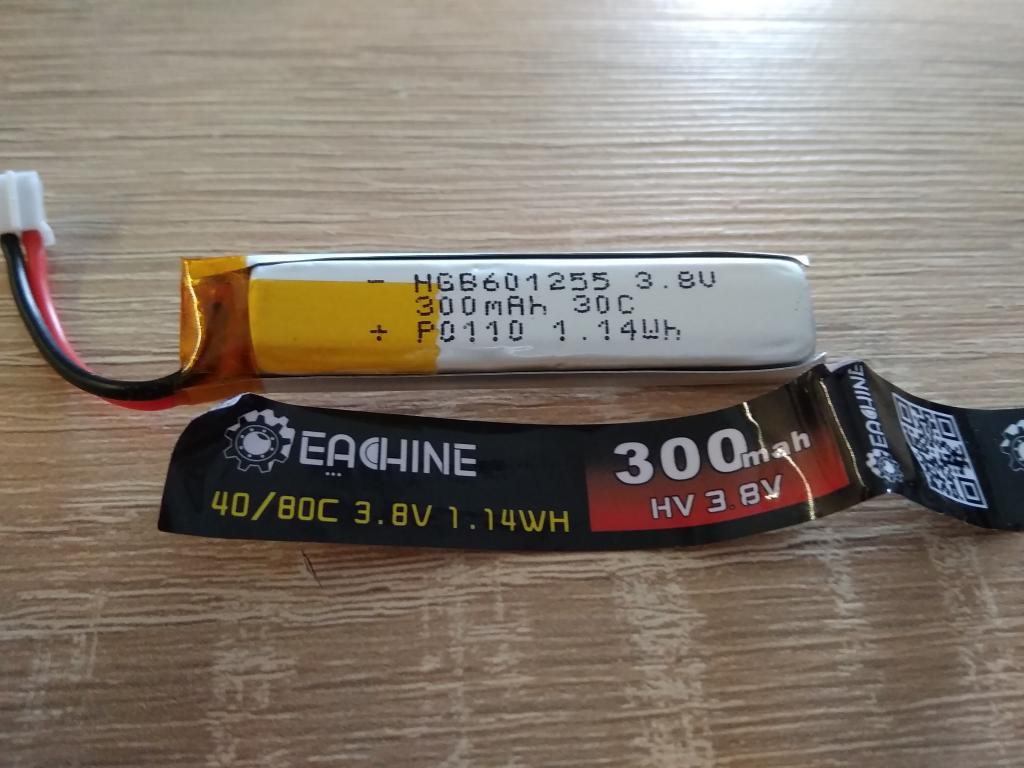 - HGB601255 3.8V
300mAh 30C
+ P0110 1.14Wh
EACHINE
40/80C 3.8V 1.14WH
300mah
HV 3.8V
EACHINE